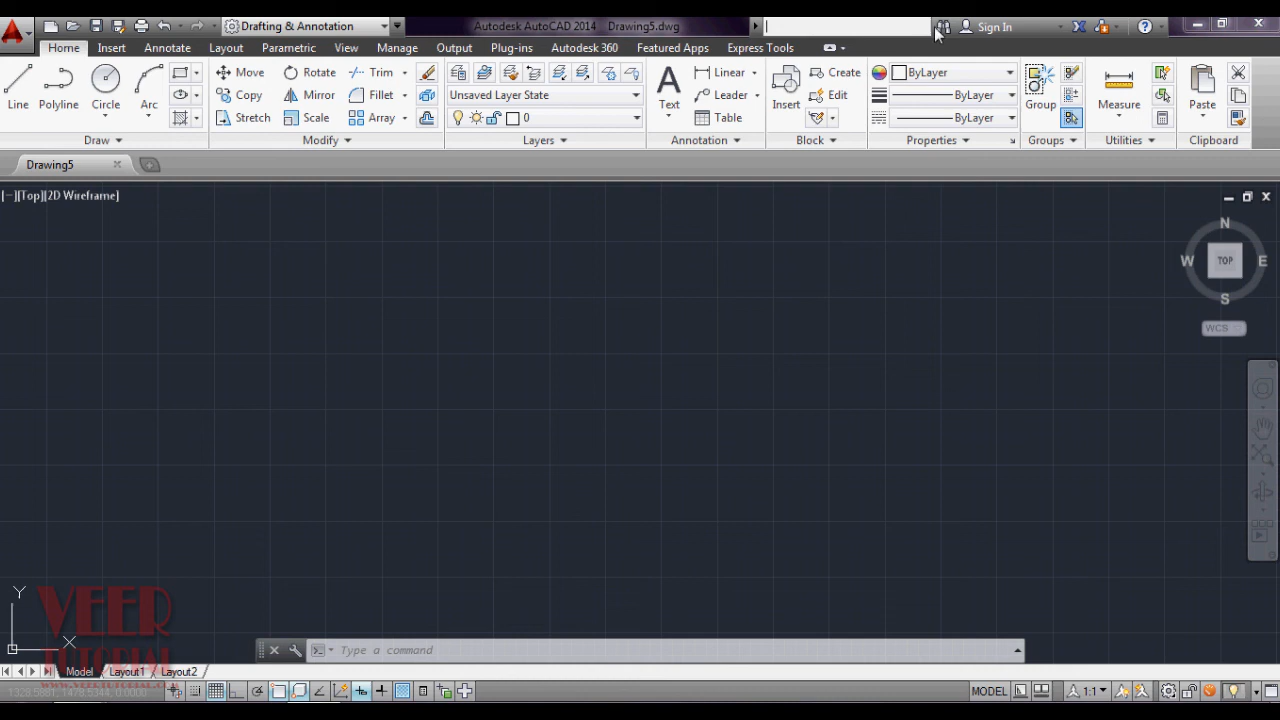 Drafting & Annotation
Autodesk AutoCAD 2014 Drawing5.dwg
Sign In
Home Insert Annotate Layout Parametric View Manage Output Plug-ins Autodesk 360 Featured Apps Express Tools
Line
Polyline
Circle
Arc
Move Rotate Trim
Copy Mirror Fillet
Stretch Scale Array
Unsaved Layer State
0
Text
Linear
Leader
Table
Insert
Create
Edit
ByLayer
ByLayer
ByLayer
Group
Measure
Paste
Draw Modify Layers Annotation Block Properties Groups Utilities Clipboard
Drawing5
[−][Top][2D Wireframe]
N
W TOP E
S
WCS
Y
X
VEER
TUTORIAL
Type a command
Model Layout1 Layout2
MODEL
1:1